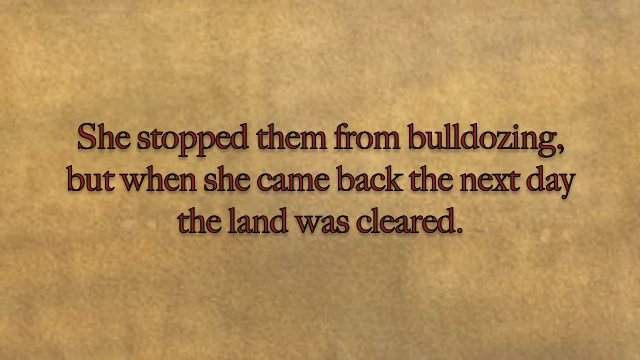 She stopped them from bulldozing,
but when she came back the next day
the land was cleared.